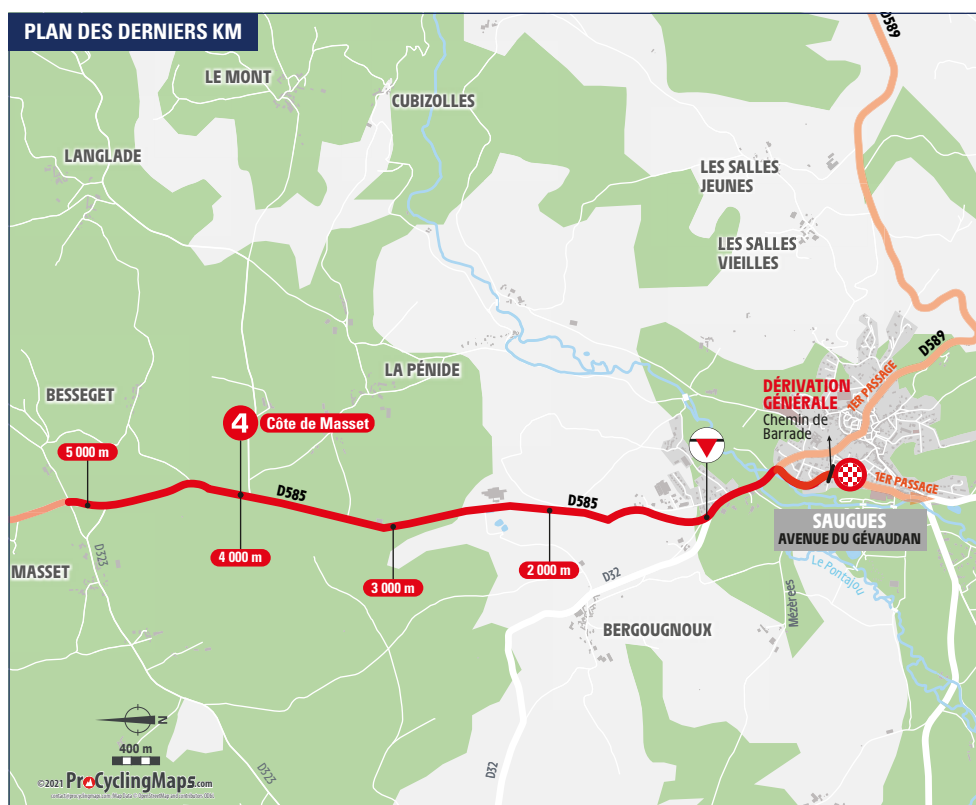 PLAN DES DERNIERS KM
D589
LE MONT
CUBIZOLLES
LANGLADE
LES SALLES
JEUNES
LES SALLES
VIEILLES
D589
LA PÉNIDE
DÉRIVATION
GÉNÉRALE
Chemin de
Barrade
1ER PASSAGE
BESSEGET
4 Côte de Masset
5 000 m
D585
D585
1ER PASSAGE
SAUGUES
AVENUE DU GÉVAUDAN
4 000 m
3 000 m
2 000 m
D323
MASSET
D32
Le Pontajou
Mézères
BERGOUGNOUX
N
400 m
D323
D32
©2021 ProCyclingMaps.com